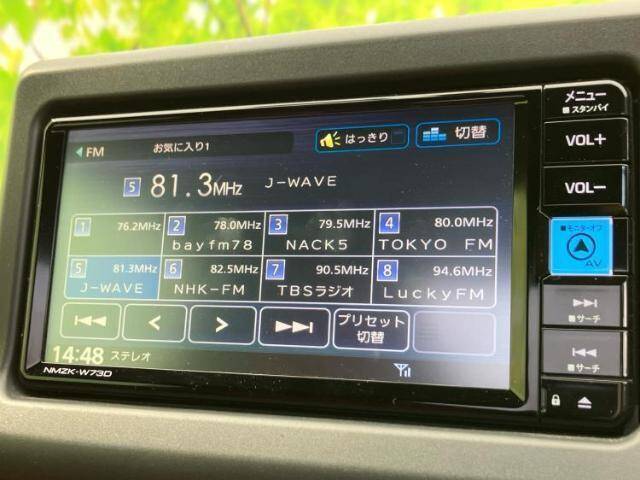 FM お気に入り1 はっきり 切替
5 81.3MHz J-WAVE
1 76.2MHz 2 78.0MHz 3 79.5MHz 4 80.0MHz
bayfm78 NACK5 TOKYO FM
5 81.3MHz 6 82.5MHz 7 90.5MHz 8 94.6MHz
J-WAVE NHK-FM TBSラジオ LuckyFM
プリセット
切替
14:48 ステレオ
NMZK-W73D
メニュー
スタンバイ
VOL+
VOL-
モニターオフ
AV
サーチ
サーチ